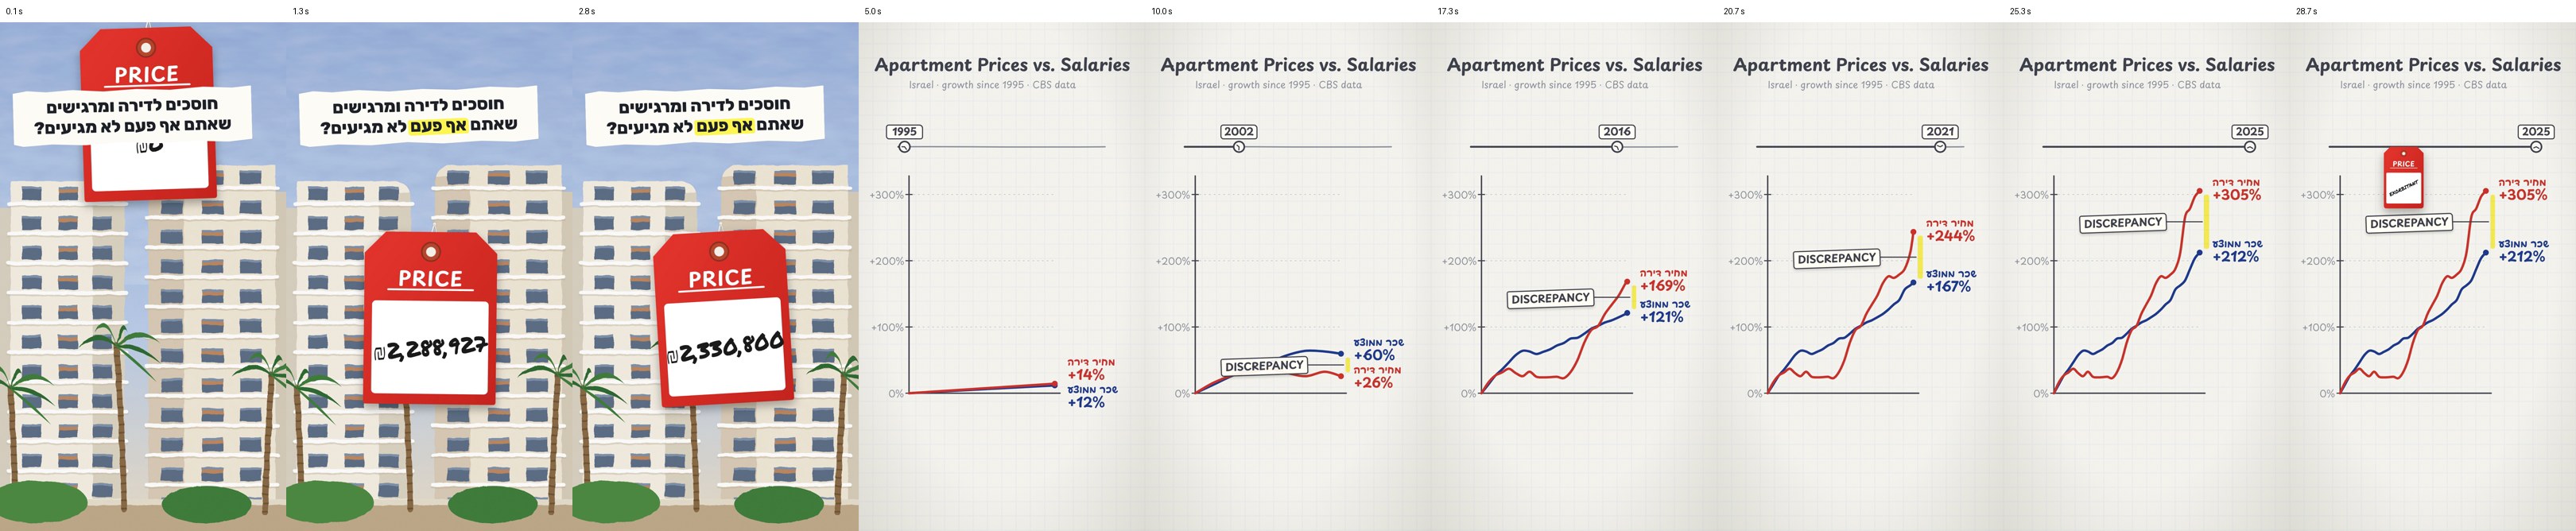 0.1s
PRICE
חוסכים לדירה ומרגישים
שאתם אף פעם לא מגיעים?
1.3s
חוסכים לדירה ומרגישים
שאתם אף פעם לא מגיעים?
PRICE
₪2,288,927
2.8s
חוסכים לדירה ומרגישים
שאתם אף פעם לא מגיעים?
PRICE
₪2,330,800
5.0s
Apartment Prices vs. Salaries
Israel · growth since 1995 · CBS data
1995
+300%
+200%
+100%
0%
מחיר דירה
+14%
שכר ממוצע
+12%
10.0s
Apartment Prices vs. Salaries
Israel · growth since 1995 · CBS data
2002
+300%
+200%
+100%
0%
DISCREPANCY
שכר ממוצע
+60%
מחיר דירה
+26%
17.3s
Apartment Prices vs. Salaries
Israel · growth since 1995 · CBS data
2016
+300%
+200%
+100%
0%
DISCREPANCY
מחיר דירה
+169%
שכר ממוצע
+121%
20.7s
Apartment Prices vs. Salaries
Israel · growth since 1995 · CBS data
2021
+300%
+200%
+100%
0%
DISCREPANCY
מחיר דירה
+244%
שכר ממוצע
+167%
25.3s
Apartment Prices vs. Salaries
Israel · growth since 1995 · CBS data
2025
+300%
+200%
+100%
0%
DISCREPANCY
מחיר דירה
+305%
שכר ממוצע
+212%
28.7s
Apartment Prices vs. Salaries
Israel · growth since 1995 · CBS data
2025
PRICE
EXORBITANT
+300%
+200%
+100%
0%
DISCREPANCY
מחיר דירה
+305%
שכר ממוצע
+212%